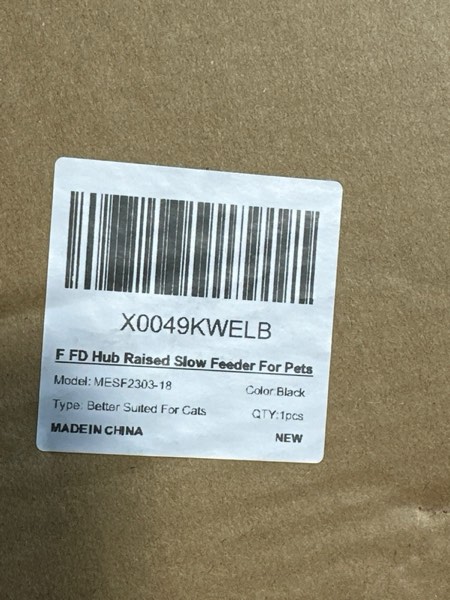 X0049KWELB
F FD Hub Raised Slow Feeder For Pets
Model: MESF2303-18 Color:Black
Type: Better Suited For Cats QTY:1pcs
MADE IN CHINA NEW